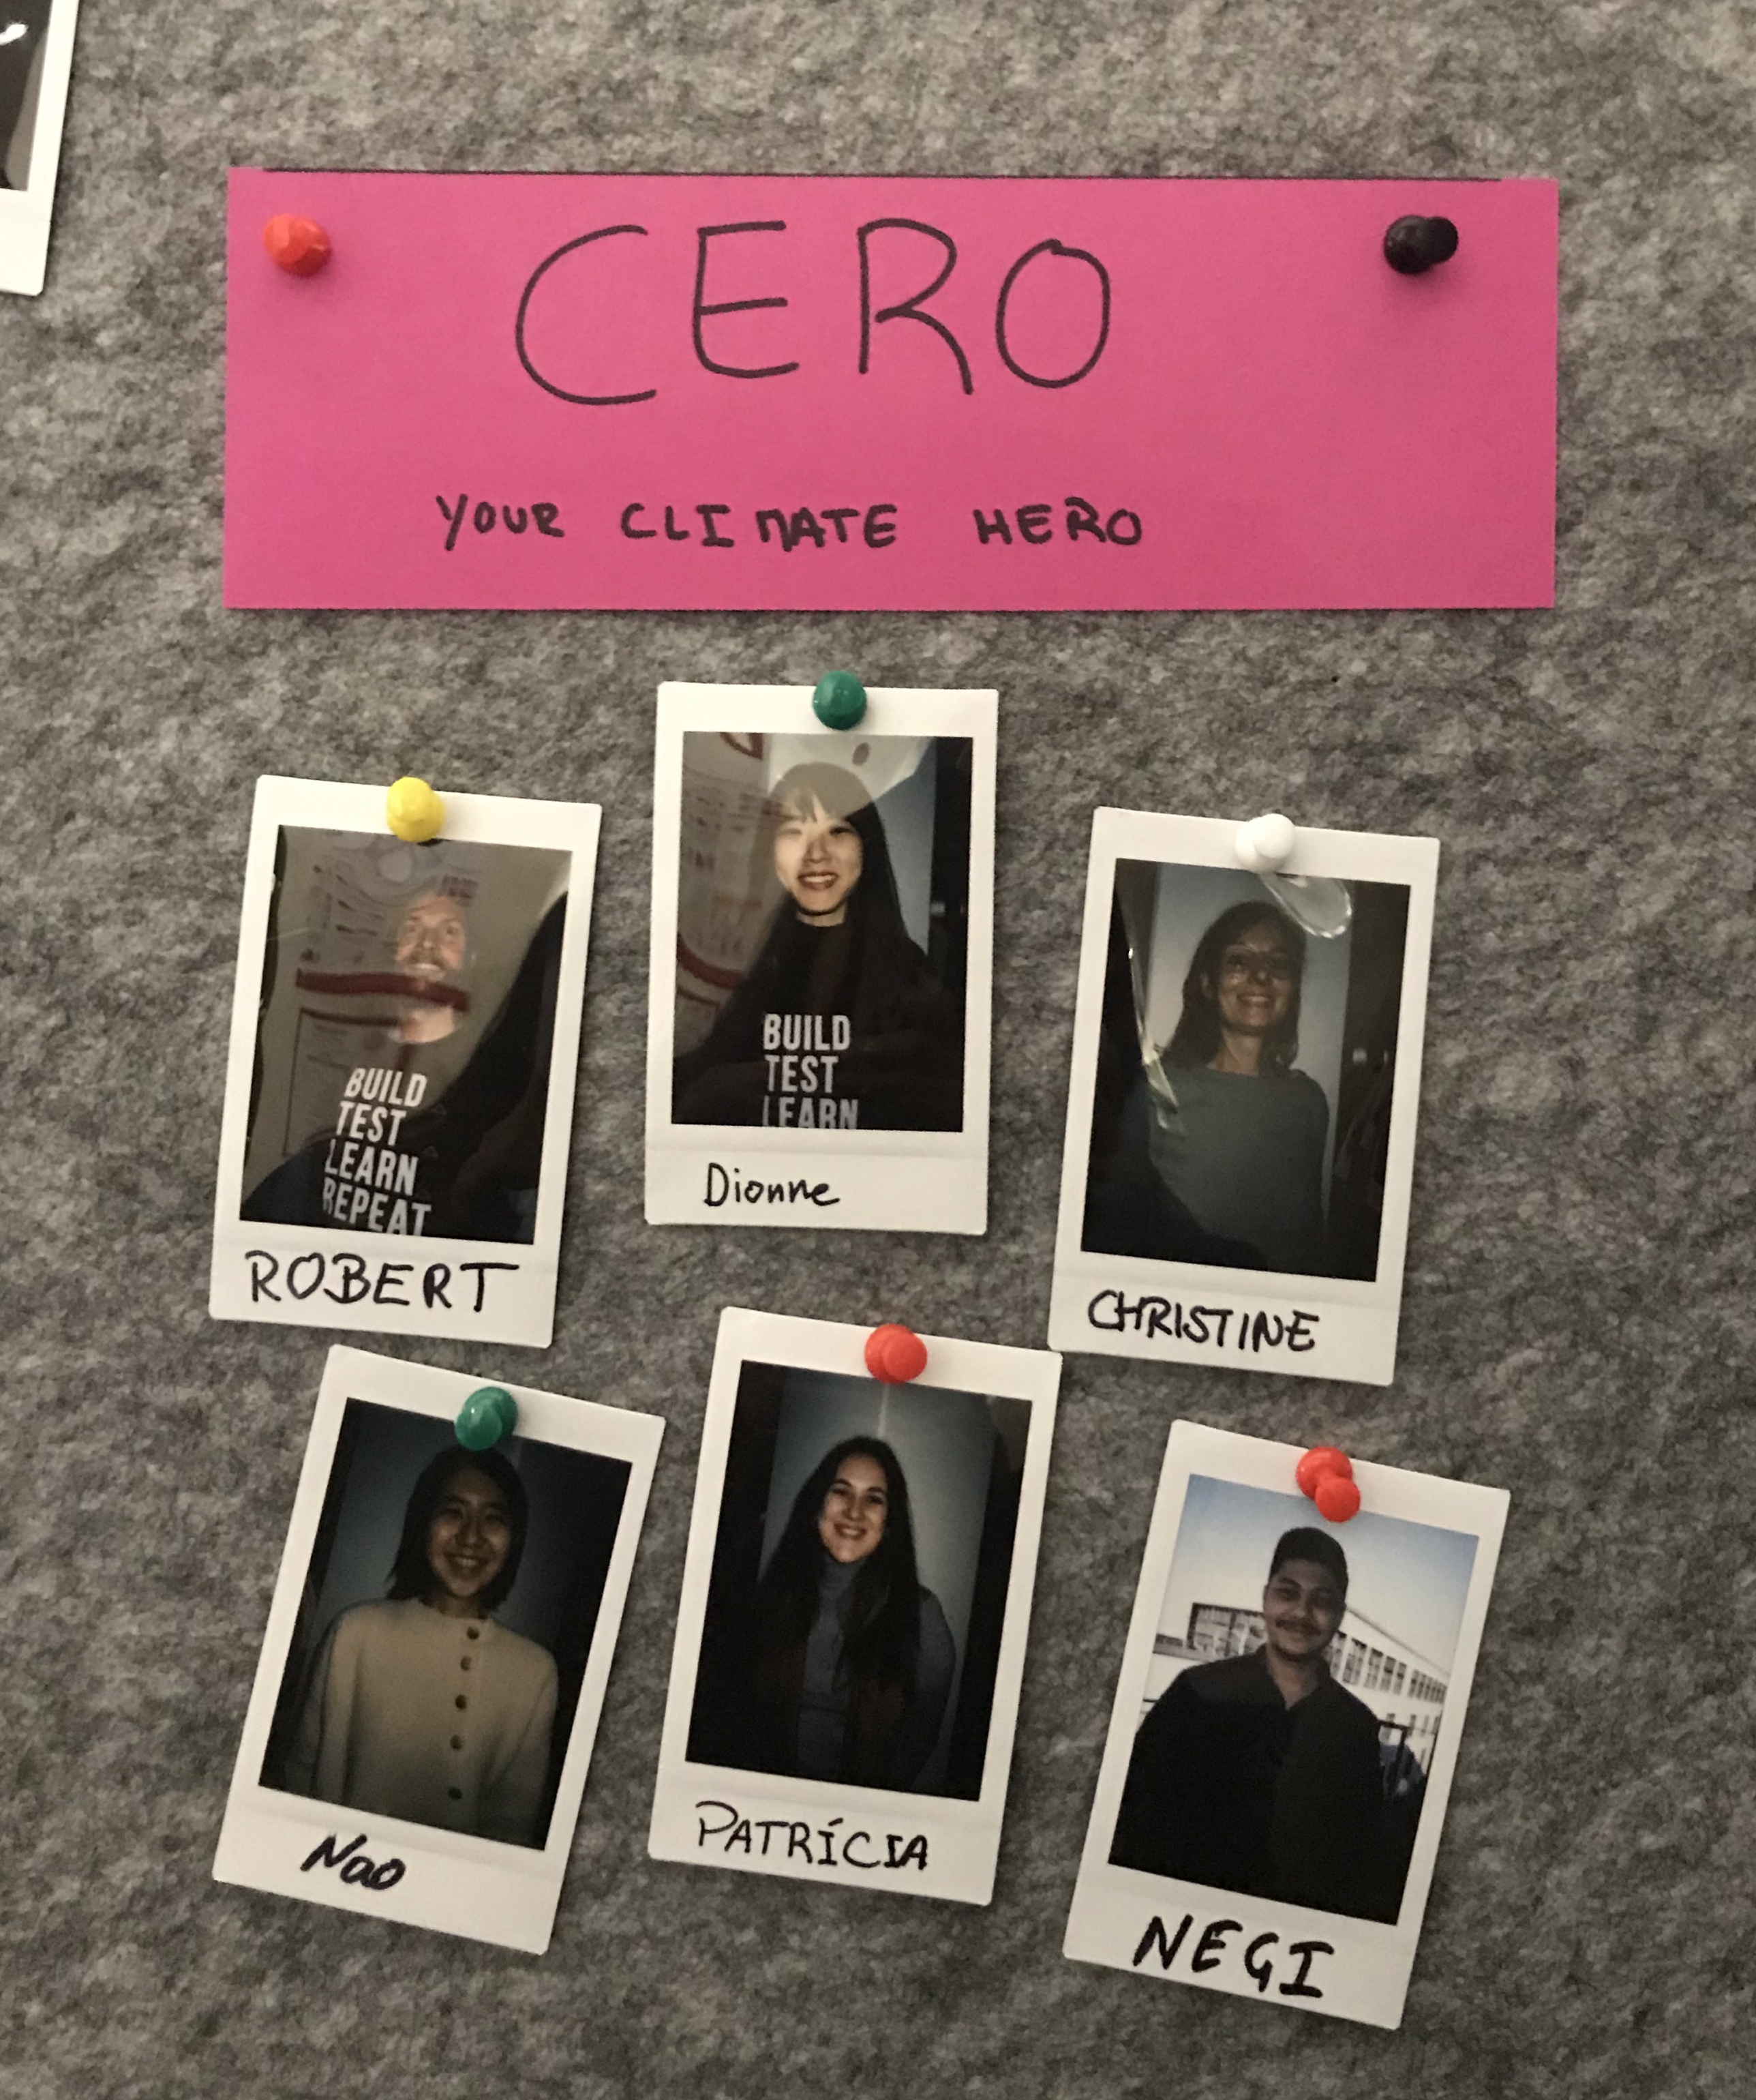 CERO
YOUR CLIMATE HERO
BUILD
TEST
LEARN
REPEAT
ROBERT
BUILD
TEST
LEARN
Dionne
CHRISTINE
Nao
PATRÍCIA
NEGI